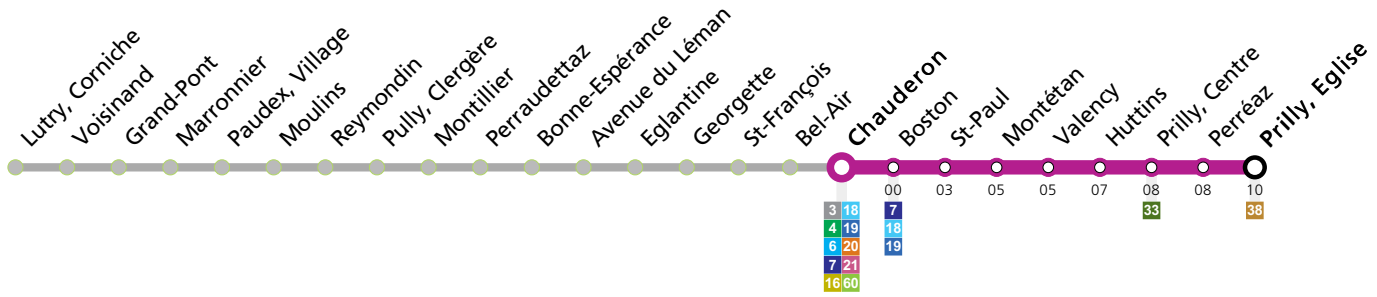 Lutry, Corniche
Voisinand
Grand-Pont
Marronnier
Paudex, Village
Moulins
Reymondin
Pully, Clergère
Montillier
Perraudettaz
Bonne-Espérance
Avenue du Léman
Eglantine
Georgette
St-François
Bel-Air
Chauderon
Boston
St-Paul
Montétan
Valency
Huttins
Prilly, Centre
Perréaz
Prilly, Eglise
00 03 05 05 07 08 08 10
3 18 7 33 38
4 19 18
6 20 19
7 21
16 60